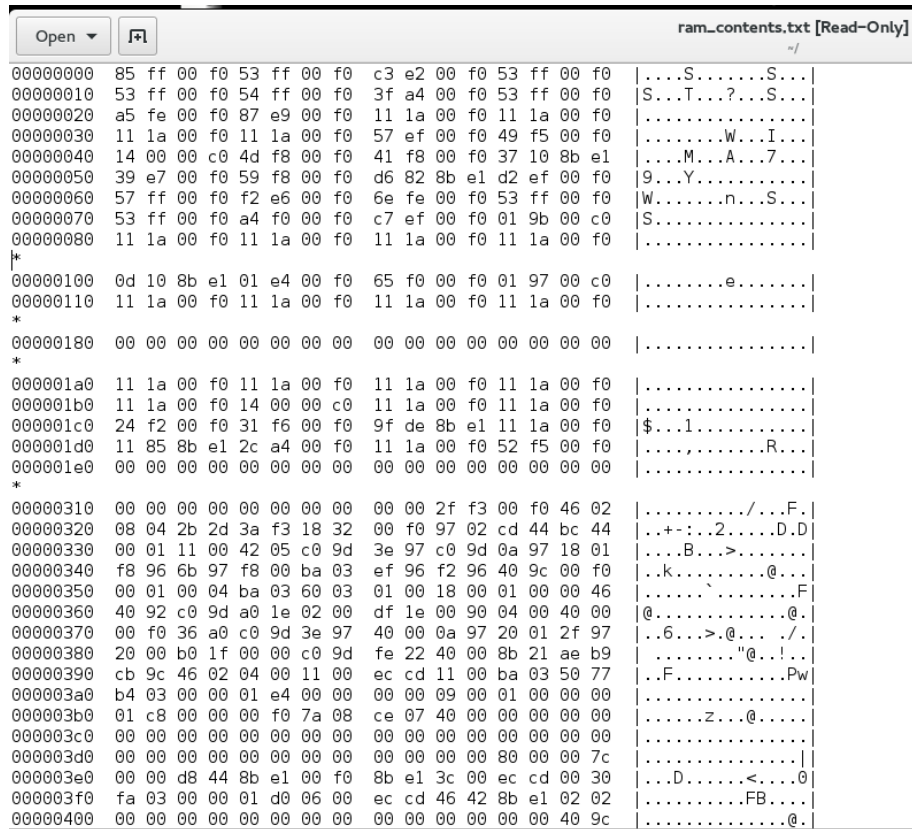 Open
ram_contents.txt [Read-Only]
~/
00000000  85 ff 00 f0 53 ff 00 f0  c3 e2 00 f0 53 ff 00 f0  |....S.......S...|
00000010  53 ff 00 f0 54 ff 00 f0  3f a4 00 f0 53 ff 00 f0  |S...T...?...S...|
00000020  a5 fe 00 f0 87 e9 00 f0  11 1a 00 f0 11 1a 00 f0  |................|
00000030  11 1a 00 f0 11 1a 00 f0  57 ef 00 f0 49 f5 00 f0  |........W...I...|
00000040  14 00 00 c0 4d f8 00 f0  41 f8 00 f0 37 10 8b e1  |....M...A...7...|
00000050  39 e7 00 f0 59 f8 00 f0  d6 82 8b e1 d2 ef 00 f0  |9...Y...........|
00000060  57 ff 00 f0 f2 e6 00 f0  6e fe 00 f0 53 ff 00 f0  |W.......n...S...|
00000070  53 ff 00 f0 a4 f0 00 f0  c7 ef 00 f0 01 9b 00 c0  |S...............|
00000080  11 1a 00 f0 11 1a 00 f0  11 1a 00 f0 11 1a 00 f0  |................|
*
00000100  0d 10 8b e1 01 e4 00 f0  65 f0 00 f0 01 97 00 c0  |........e.......|
00000110  11 1a 00 f0 11 1a 00 f0  11 1a 00 f0 11 1a 00 f0  |................|
*
00000180  00 00 00 00 00 00 00 00  00 00 00 00 00 00 00 00  |................|
*
000001a0  11 1a 00 f0 11 1a 00 f0  11 1a 00 f0 11 1a 00 f0  |................|
000001b0  11 1a 00 f0 14 00 00 c0  11 1a 00 f0 11 1a 00 f0  |................|
000001c0  24 f2 00 f0 31 f6 00 f0  9f de 8b e1 11 1a 00 f0  |$...1...........|
000001d0  11 85 8b e1 2c a4 00 f0  11 1a 00 f0 52 f5 00 f0  |....,.......R...|
000001e0  00 00 00 00 00 00 00 00  00 00 00 00 00 00 00 00  |................|
*
00000310  00 00 00 00 00 00 00 00  00 00 2f f3 00 f0 46 02  |........../...F.|
00000320  08 04 2b 2d 3a f3 18 32  00 f0 97 02 cd 44 bc 44  |..+-:..2.....D.D|
00000330  00 01 11 00 42 05 c0 9d  3e 97 c0 9d 0a 97 18 01  |....B...>.......|
00000340  f8 96 6b 97 f8 00 ba 03  ef 96 f2 96 40 9c 00 f0  |..k.........@...|
00000350  00 01 00 04 ba 03 60 03  01 00 18 00 01 00 00 46  |......`........F|
00000360  40 92 c0 9d a0 1e 02 00  df 1e 00 90 04 00 40 00  |@.............@.|
00000370  00 f0 36 a0 c0 9d 3e 97  40 00 0a 97 20 01 2f 97  |..6...>.@... ./.|
00000380  20 00 b0 1f 00 00 c0 9d  fe 22 40 00 8b 21 ae b9  | ........"@..!..|
00000390  cb 9c 46 02 04 00 11 00  ec cd 11 00 ba 03 50 77  |..F...........Pw|
000003a0  b4 03 00 00 01 e4 00 00  00 00 09 00 01 00 00 00  |................|
000003b0  01 c8 00 00 00 f0 7a 08  ce 07 40 00 00 00 00 00  |......z...@.....|
000003c0  00 00 00 00 00 00 00 00  00 00 00 00 00 00 00 00  |................|
000003d0  00 00 00 00 00 00 00 00  00 00 00 00 80 00 00 7c  |...............||
000003e0  00 00 d8 44 8b e1 00 f0  8b e1 3c 00 ec cd 00 30  |...D......<....0|
000003f0  fa 03 00 00 01 d0 06 00  ec cd 46 42 8b e1 02 02  |..........FB....|
00000400  00 00 00 00 00 00 00 00  00 00 00 00 00 00 40 9c  |..............@.|